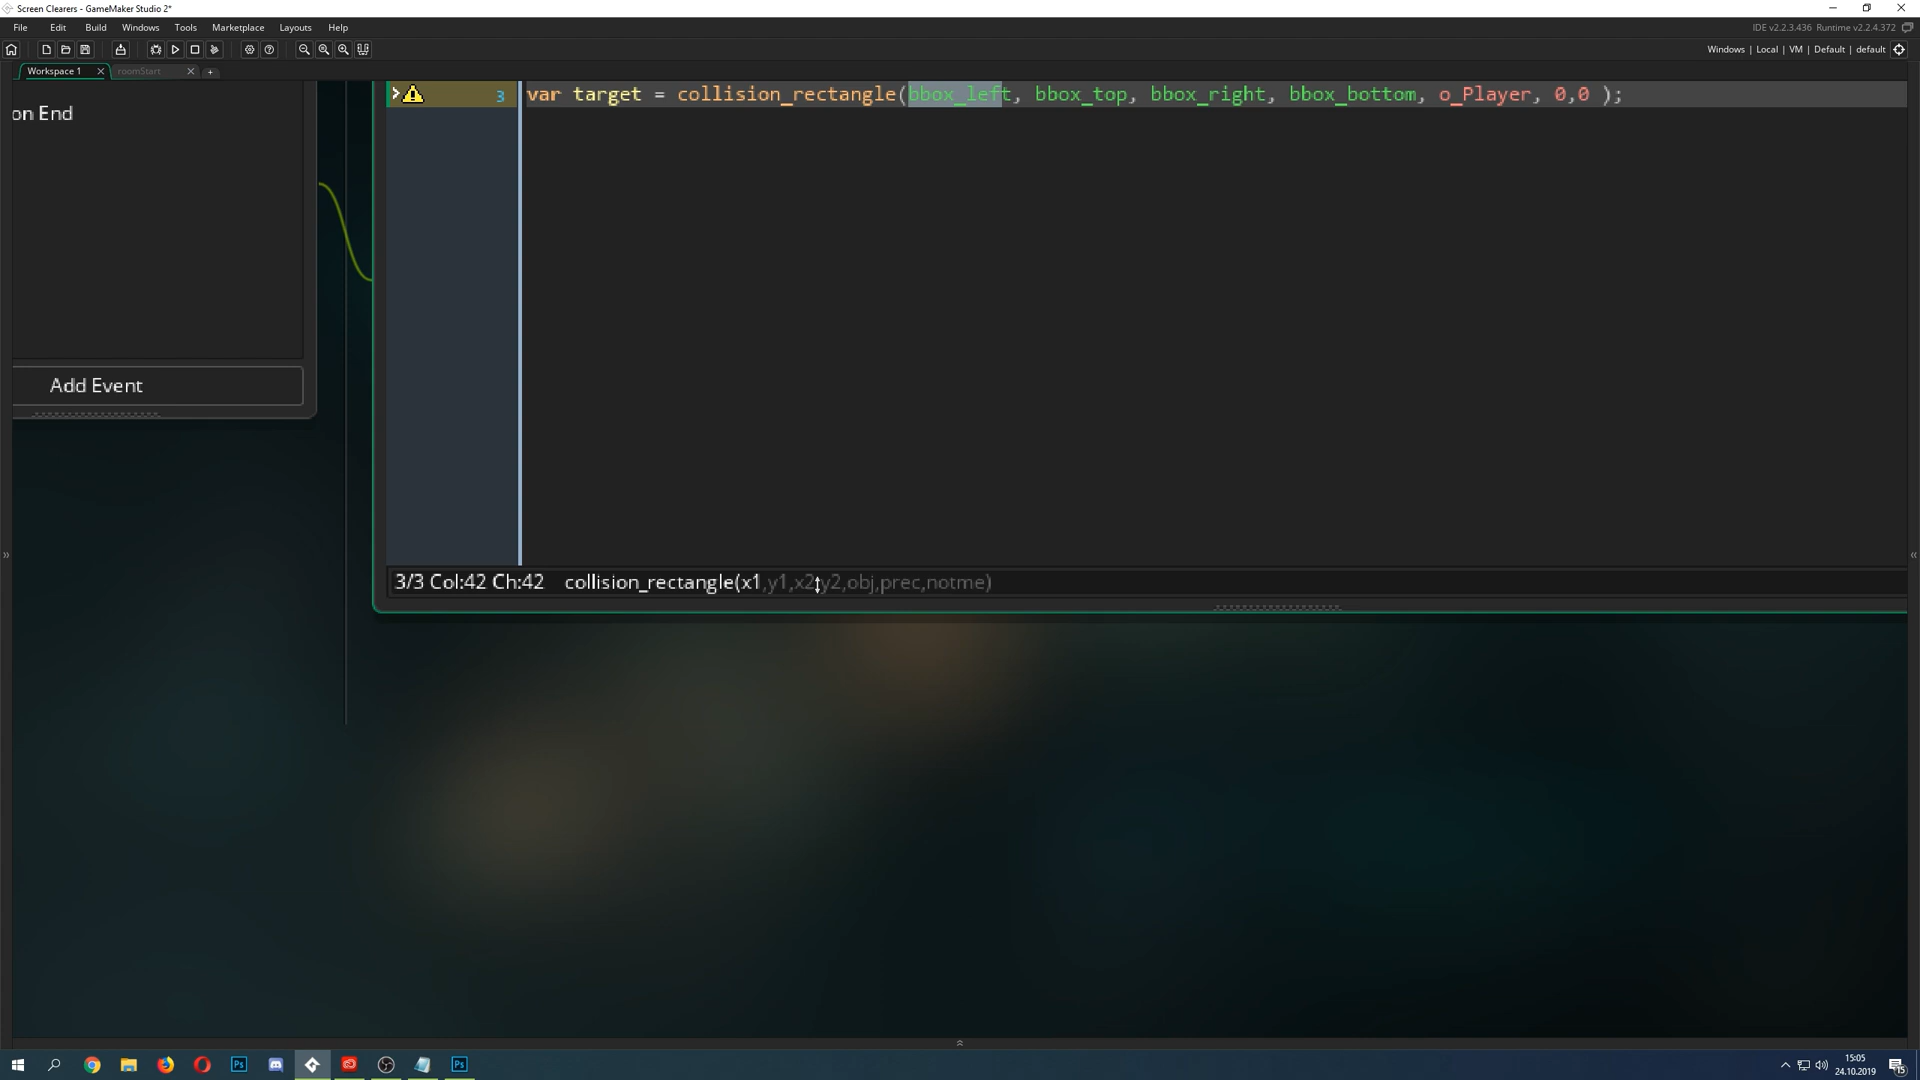 Screen Clearers - GameMaker Studio 2*
File Edit Build Windows Tools Marketplace Layouts Help
IDE v2.2.3.436 Runtime v2.2.4.372
Windows | Local | VM | Default | default
Workspace 1 roomStart
3 var target = collision_rectangle(bbox_left, bbox_top, bbox_right, bbox_bottom, o_Player, 0,0 );
on End
Add Event
3/3 Col:42 Ch:42 collision_rectangle(x1,y1,x2,y2,obj,prec,notme)
15:05
24.10.2019
15